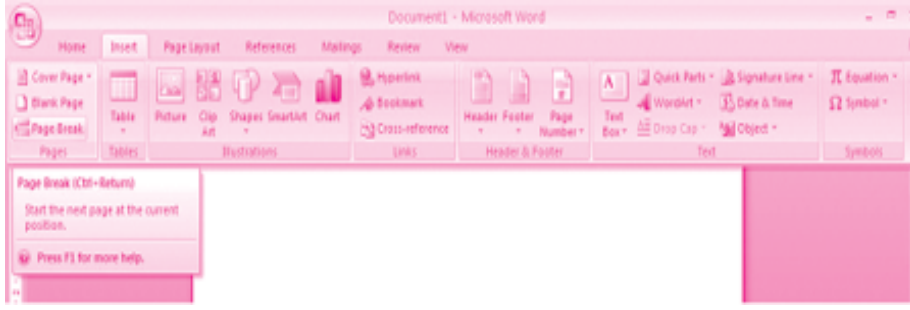 Document1 - Microsoft Word
Home Insert Page Layout References Mailings Review View
Cover Page
Blank Page
Page Break
Pages
Table
Tables
Picture Clip Art Shapes SmartArt Chart
Illustrations
Hyperlink
Bookmark
Cross-reference
Links
Header Footer Page Number
Header & Footer
Text Box
Quick Parts
WordArt
Drop Cap
Signature Line
Date & Time
Object
Text
Equation
Symbol
Symbols
Page Break (Ctrl+Return)
Start the next page at the current
position.
Press F1 for more help.